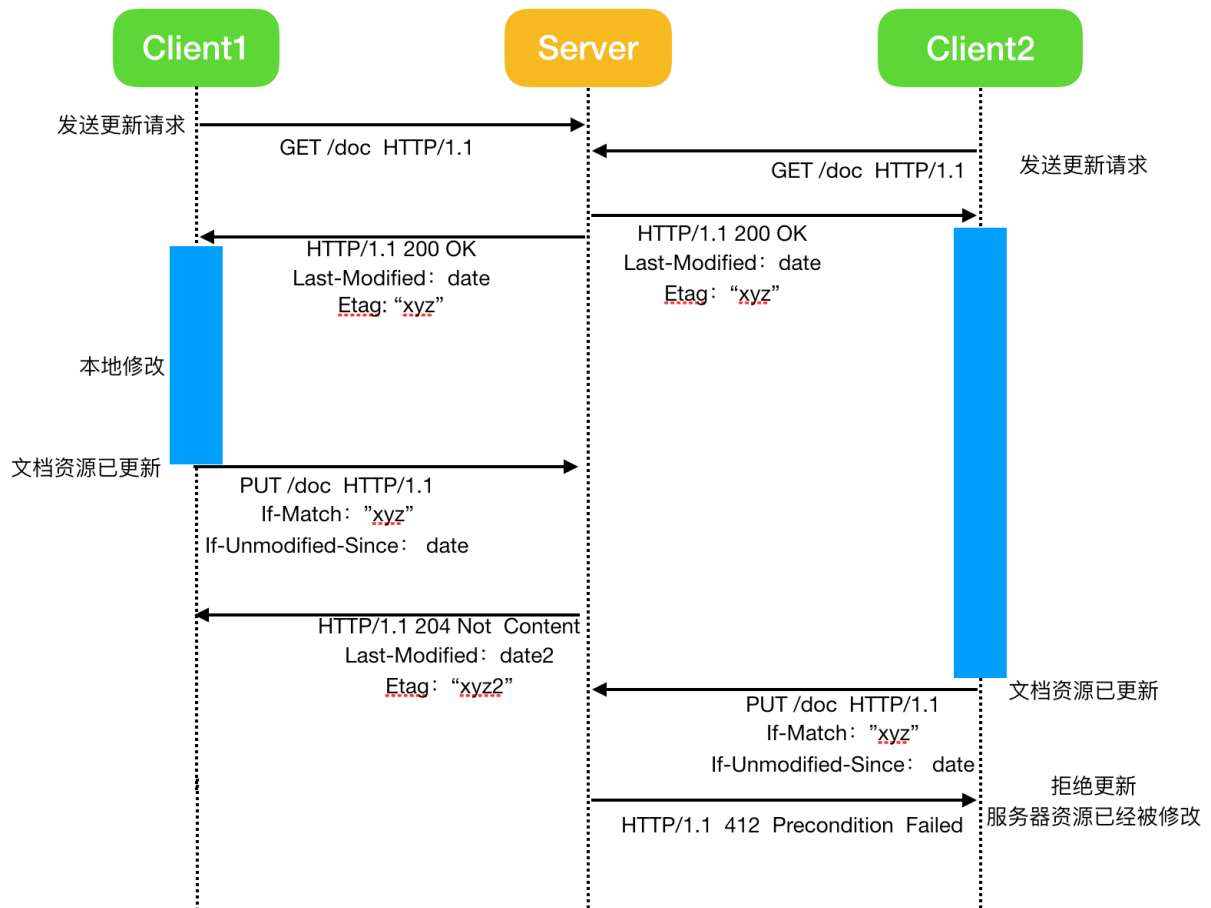 Client1
Server
Client2
发送更新请求
GET /doc  HTTP/1.1
GET /doc  HTTP/1.1
发送更新请求
HTTP/1.1 200 OK
Last-Modified：date
Etag：“xyz”
HTTP/1.1 200 OK
Last-Modified：date
Etag: “xyz”
本地修改
文档资源已更新
PUT /doc  HTTP/1.1
If-Match：”xyz”
If-Unmodified-Since： date
HTTP/1.1 204 Not  Content
Last-Modified：date2
Etag：“xyz2”
文档资源已更新
PUT /doc  HTTP/1.1
If-Match：”xyz”
If-Unmodified-Since： date
拒绝更新
服务器资源已经被修改
HTTP/1.1  412  Precondition  Failed